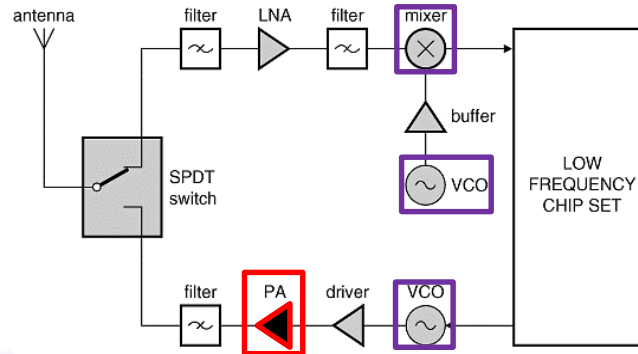 antenna
filter
LNA
filter
mixer
buffer
SPDT
switch
VCO
LOW
FREQUENCY
CHIP SET
filter
PA
driver
VCO